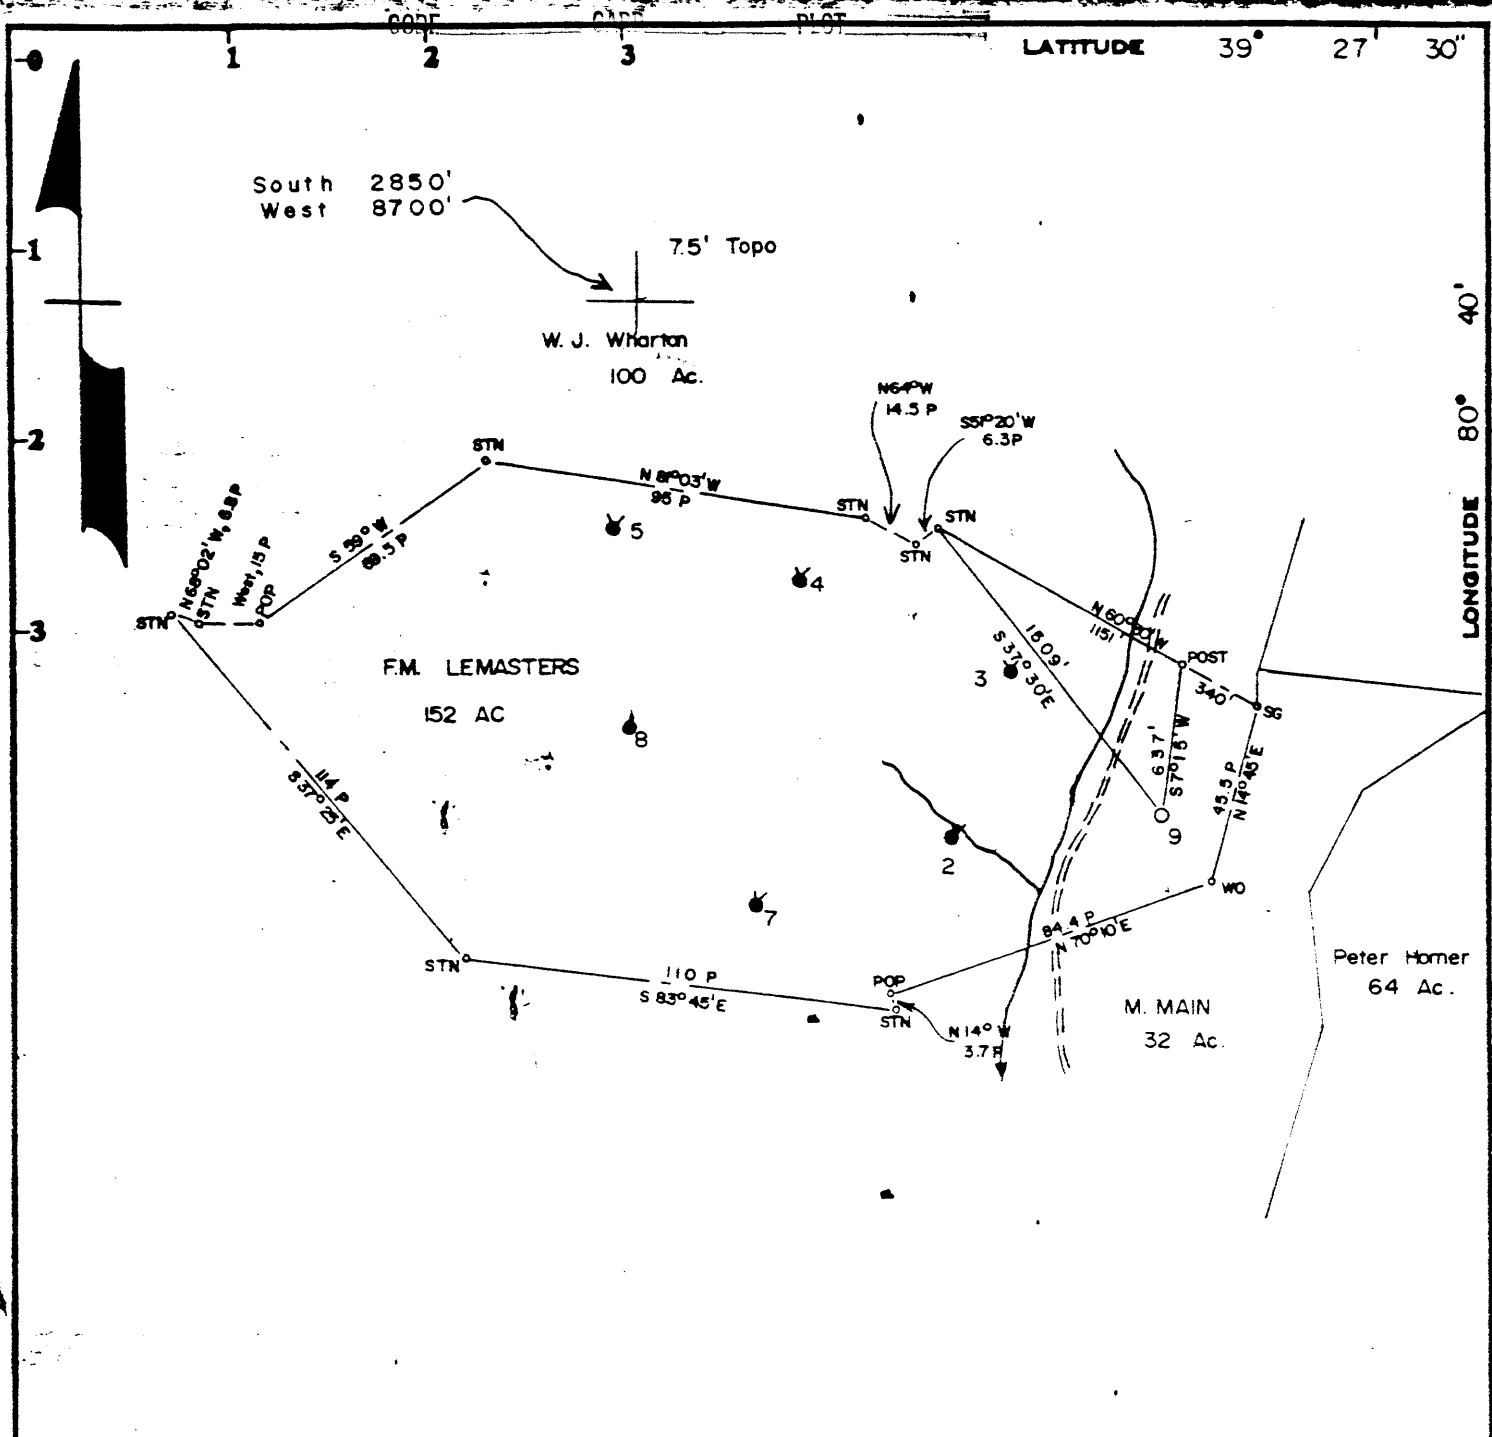 CODE CARD PLOT
0 1 2 3 LATITUDE 39° 27' 30"
South 2850'
West 8700'
1
7.5' Topo
40'
W. J. Wharton
100 Ac.
N64°W
14.5 P
S51°20'W
6.3P
80°
2
STN
N 81°03'W
95 P
STN
STN
STN
5
S 59° W
69.5 P
N68°02'W, 6.8P
STN
West, 15 P
POP
STN
4
LONGITUDE
3
N 60°30'W
1151'
1609'
S 37°30'E
POST
340'
SG
F.M. LEMASTERS
152 AC
3
8
637'
S7°15'W
45.5 P
N 14°45'E
9
114 P
S 37°25'E
2
WO
7
84.4 P
N 70°10'E
STN
110 P
S 83°45'E
POP
STN
N 14° W
3.7 P
M. MAIN
32 Ac.
Peter Horner
64 Ac.